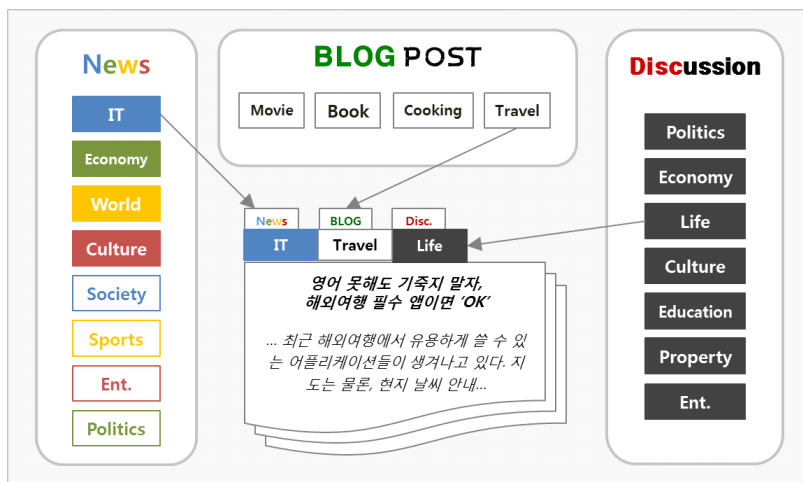 News
IT
Economy
World
Culture
Society
Sports
Ent.
Politics
BLOG POST
Movie
Book
Cooking
Travel
Discussion
Politics
Economy
Life
Culture
Education
Property
Ent.
News
BLOG
Disc.
IT
Travel
Life
영어 못해도 기죽지 말자,
해외여행 필수 앱이면 ‘OK’
... 최근 해외여행에서 유용하게 쓸 수 있
는 어플리케이션들이 생겨나고 있다. 지
도는 물론, 현지 날씨 안내...